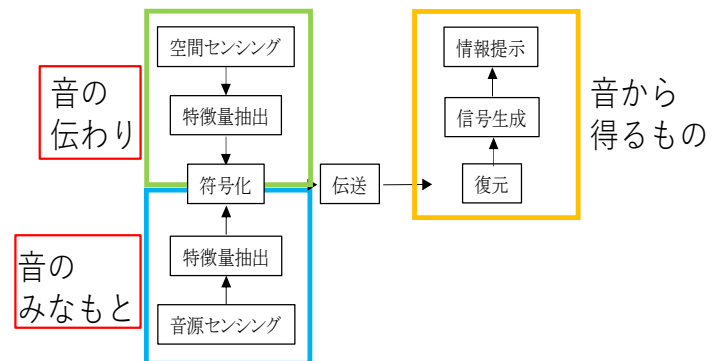 音の
伝わり
空間センシング
特徴量抽出
符号化
特徴量抽出
音源センシング
音の
みなもと
伝送
情報提示
信号生成
復元
音から
得るもの